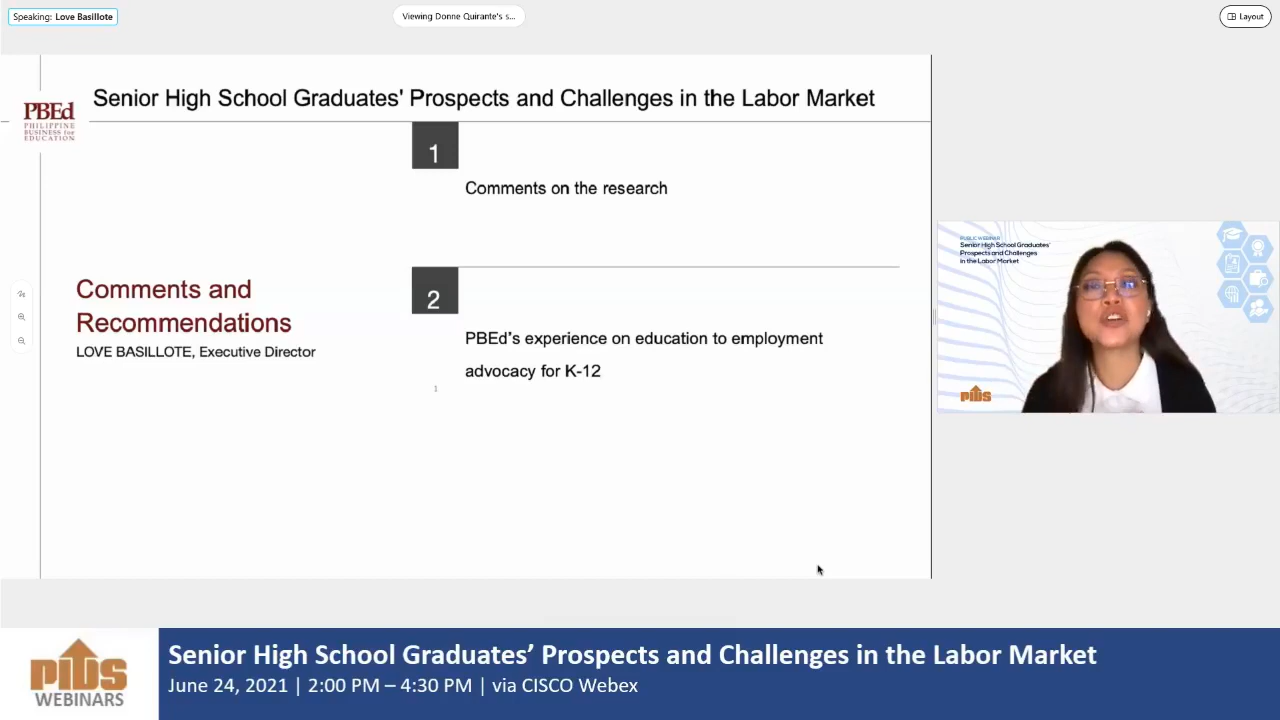 Speaking: Love Basillote
Viewing Donne Quirante's s...
Layout
PBEd
PHILIPPINE
BUSINESS for
EDUCATION
Senior High School Graduates' Prospects and Challenges in the Labor Market
1
Comments on the research
Comments and
Recommendations
LOVE BASILLOTE, Executive Director
2
PBEd's experience on education to employment
advocacy for K-12
1
PUBLIC WEBINAR
Senior High School Graduates'
Prospects and Challenges
in the Labor Market
pids
pids
WEBINARS
Senior High School Graduates' Prospects and Challenges in the Labor Market
June 24, 2021 | 2:00 PM – 4:30 PM | via CISCO Webex